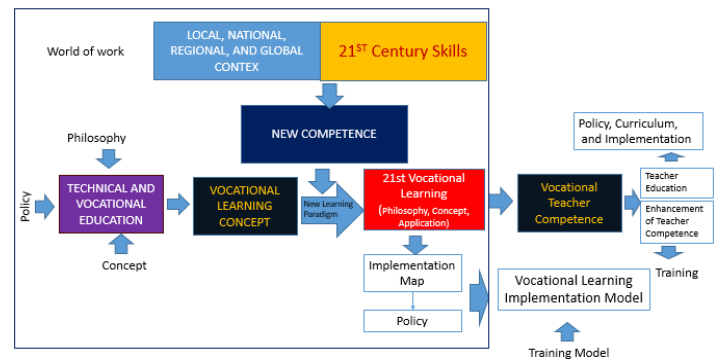 World of work
LOCAL, NATIONAL,
REGIONAL, AND GLOBAL
CONTEX
21ST Century Skills
NEW COMPETENCE
Philosophy
Policy
TECHNICAL AND
VOCATIONAL
EDUCATION
Concept
VOCATIONAL
LEARNING
CONCEPT
New Learning
Paradigm
21st Vocational
Learning
(Philosophy, Concept,
Application)
Implementation
Map
Policy
Vocational
Teacher
Competence
Policy, Curriculum,
and Implementation
Teacher
Education
Enhancement
of Teacher
Competence
Training
Vocational Learning
Implementation Model
Training Model